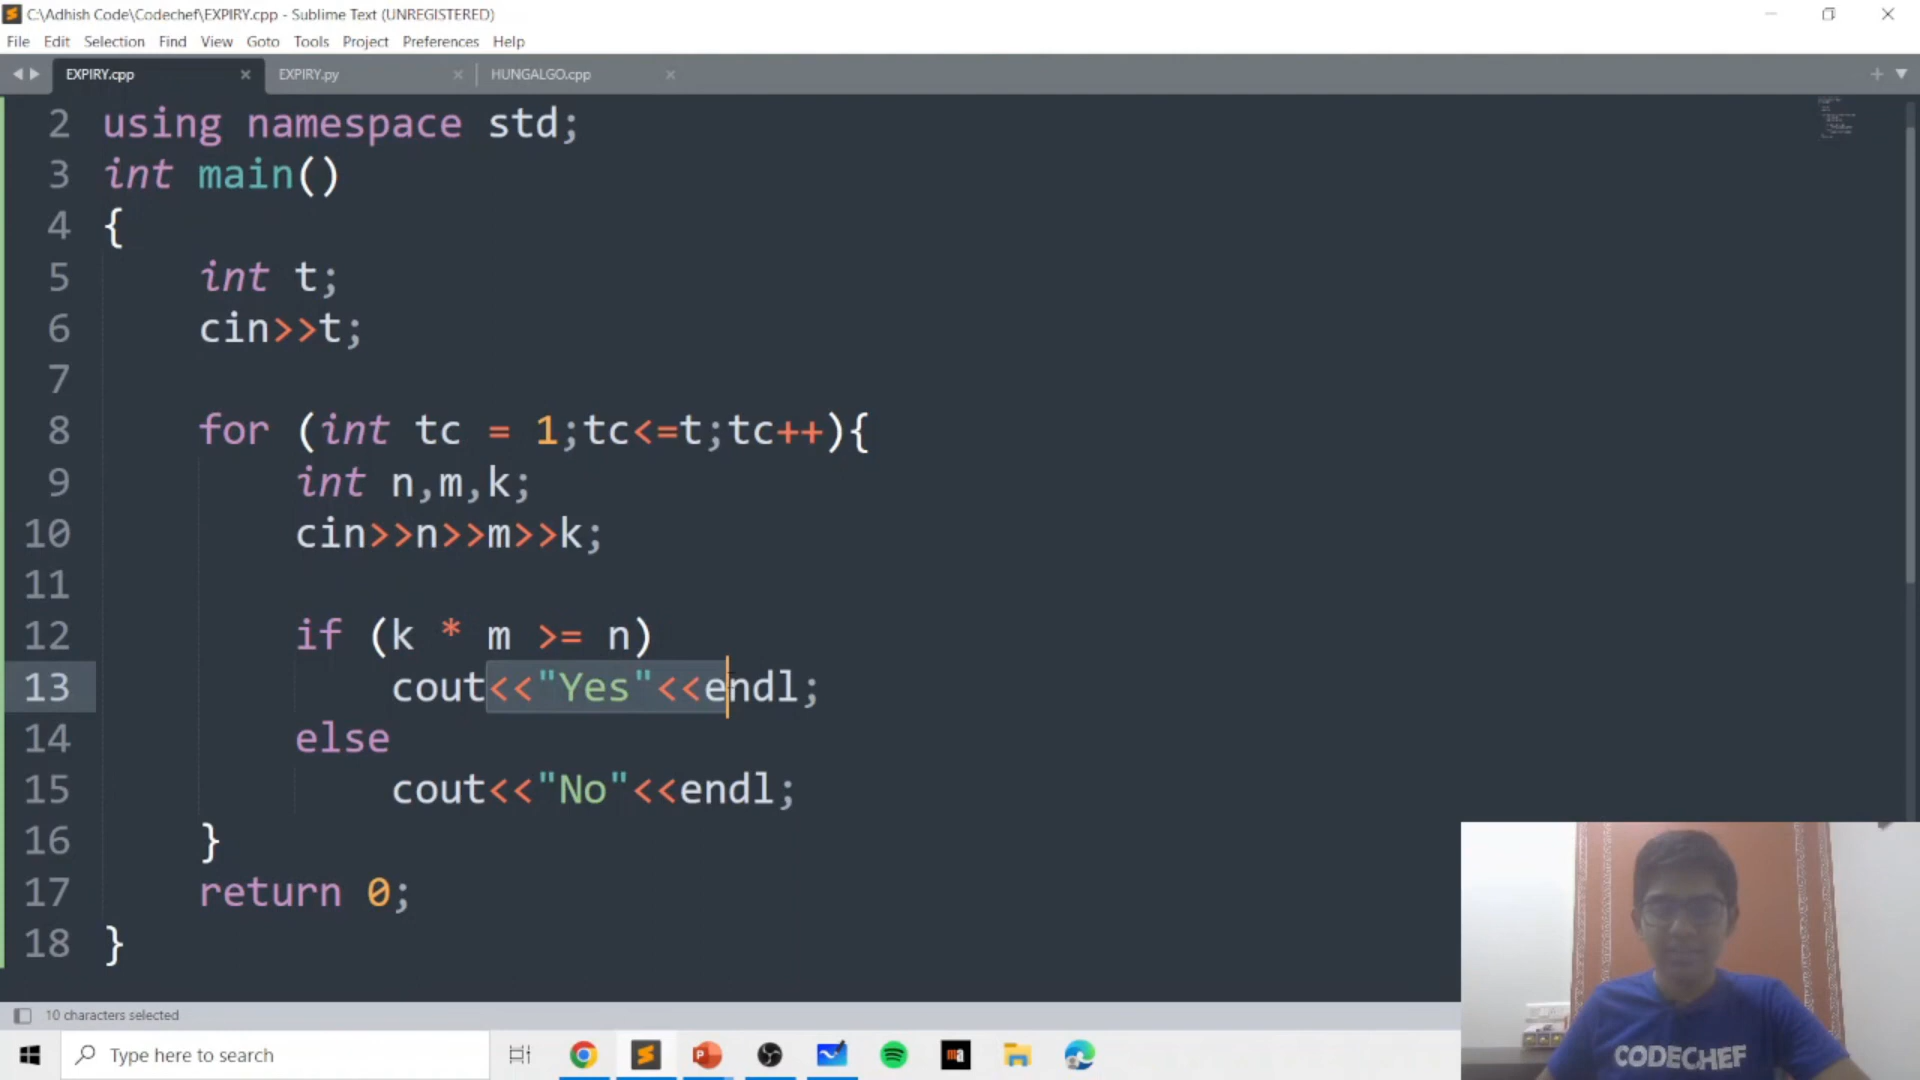 C:\Adhish Code\Codechef\EXPIRY.cpp - Sublime Text (UNREGISTERED)
File Edit Selection Find View Goto Tools Project Preferences Help
EXPIRY.cpp EXPIRY.py HUNGALGO.cpp
2 using namespace std;
3 int main()
4 {
5 int t;
6 cin>>t;
7
8 for (int tc = 1;tc<=t;tc++){
9 int n,m,k;
10 cin>>n>>m>>k;
11
12 if (k * m >= n)
13 cout<<"Yes"<<endl;
14 else
15 cout<<"No"<<endl;
16 }
17 return 0;
18 }
10 characters selected
Type here to search
ma
CODECHEF